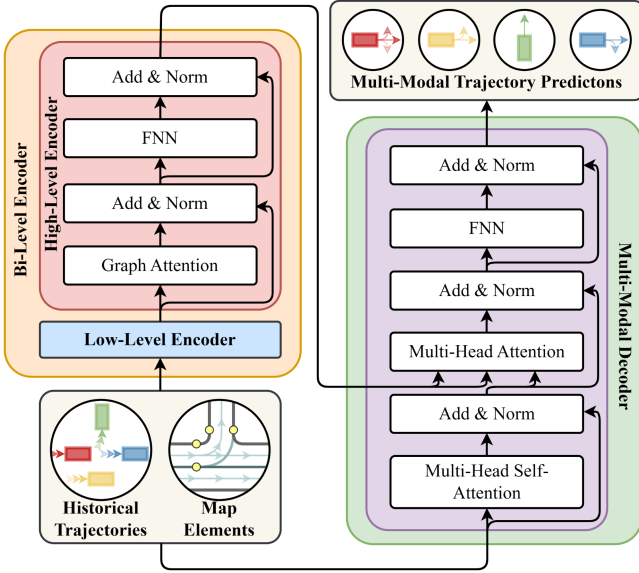 Bi-Level Encoder
High-Level Encoder
Add & Norm
FNN
Add & Norm
Graph Attention
Low-Level Encoder
Historical
Trajectories
Map
Elements
Multi-Modal Trajectory Predictons
Multi-Modal Decoder
Add & Norm
FNN
Add & Norm
Multi-Head Attention
Add & Norm
Multi-Head Self-
Attention